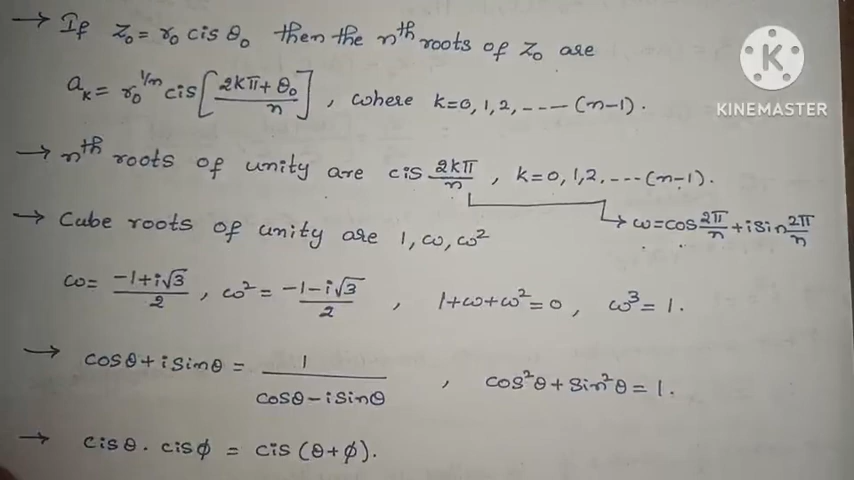 → If z₀ = r₀ cis θ₀ then the nᵗʰ roots of z₀ are
aₖ = r₀^(1/n) cis[(2kπ + θ₀)/n], where k=0,1,2,----(n-1).
K
KINEMASTER
→ nᵗʰ roots of unity are cis 2kπ/n, k=0,1,2,---(n-1).
→ ω = cos 2π/n + i sin 2π/n
→ Cube roots of unity are 1, ω, ω²
ω = (-1+i√3)/2, ω² = (-1-i√3)/2, 1+ω+ω²=0, ω³=1.
→ cosθ + i sinθ = 1/(cosθ - i sinθ), cos²θ + sin²θ = 1.
→ cisθ . cisϕ = cis (θ+ϕ).